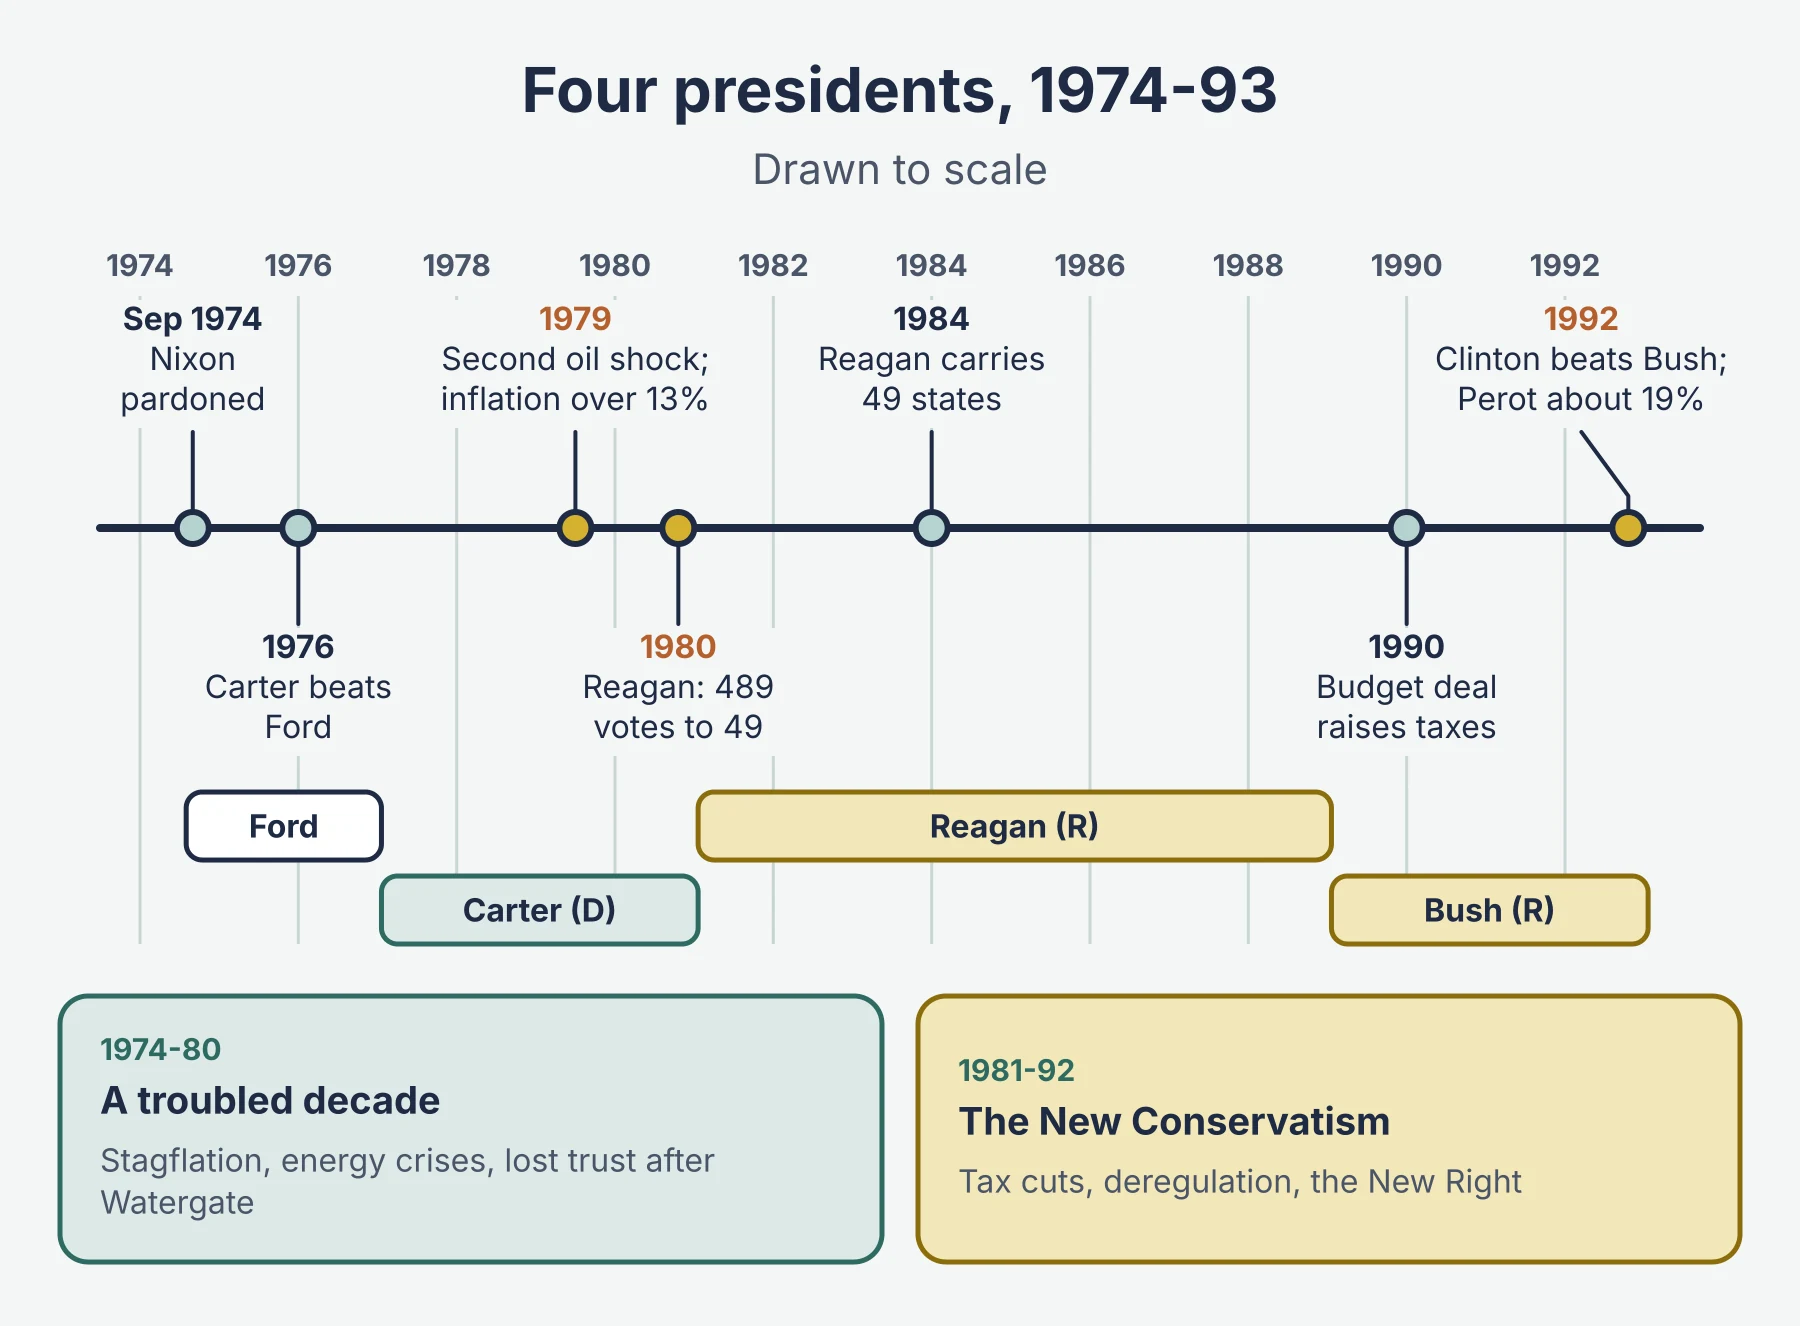 Four presidents, 1974-93
Drawn to scale
1974 1976 1978 1980 1982 1984 1986 1988 1990 1992
Sep 1974
Nixon
pardoned
1979
Second oil shock;
inflation over 13%
1984
Reagan carries
49 states
1992
Clinton beats Bush;
Perot about 19%
1976
Carter beats
Ford
1980
Reagan: 489
votes to 49
1990
Budget deal
raises taxes
Ford
Reagan (R)
Carter (D)
Bush (R)
1974-80
A troubled decade
Stagflation, energy crises, lost trust after
Watergate
1981-92
The New Conservatism
Tax cuts, deregulation, the New Right